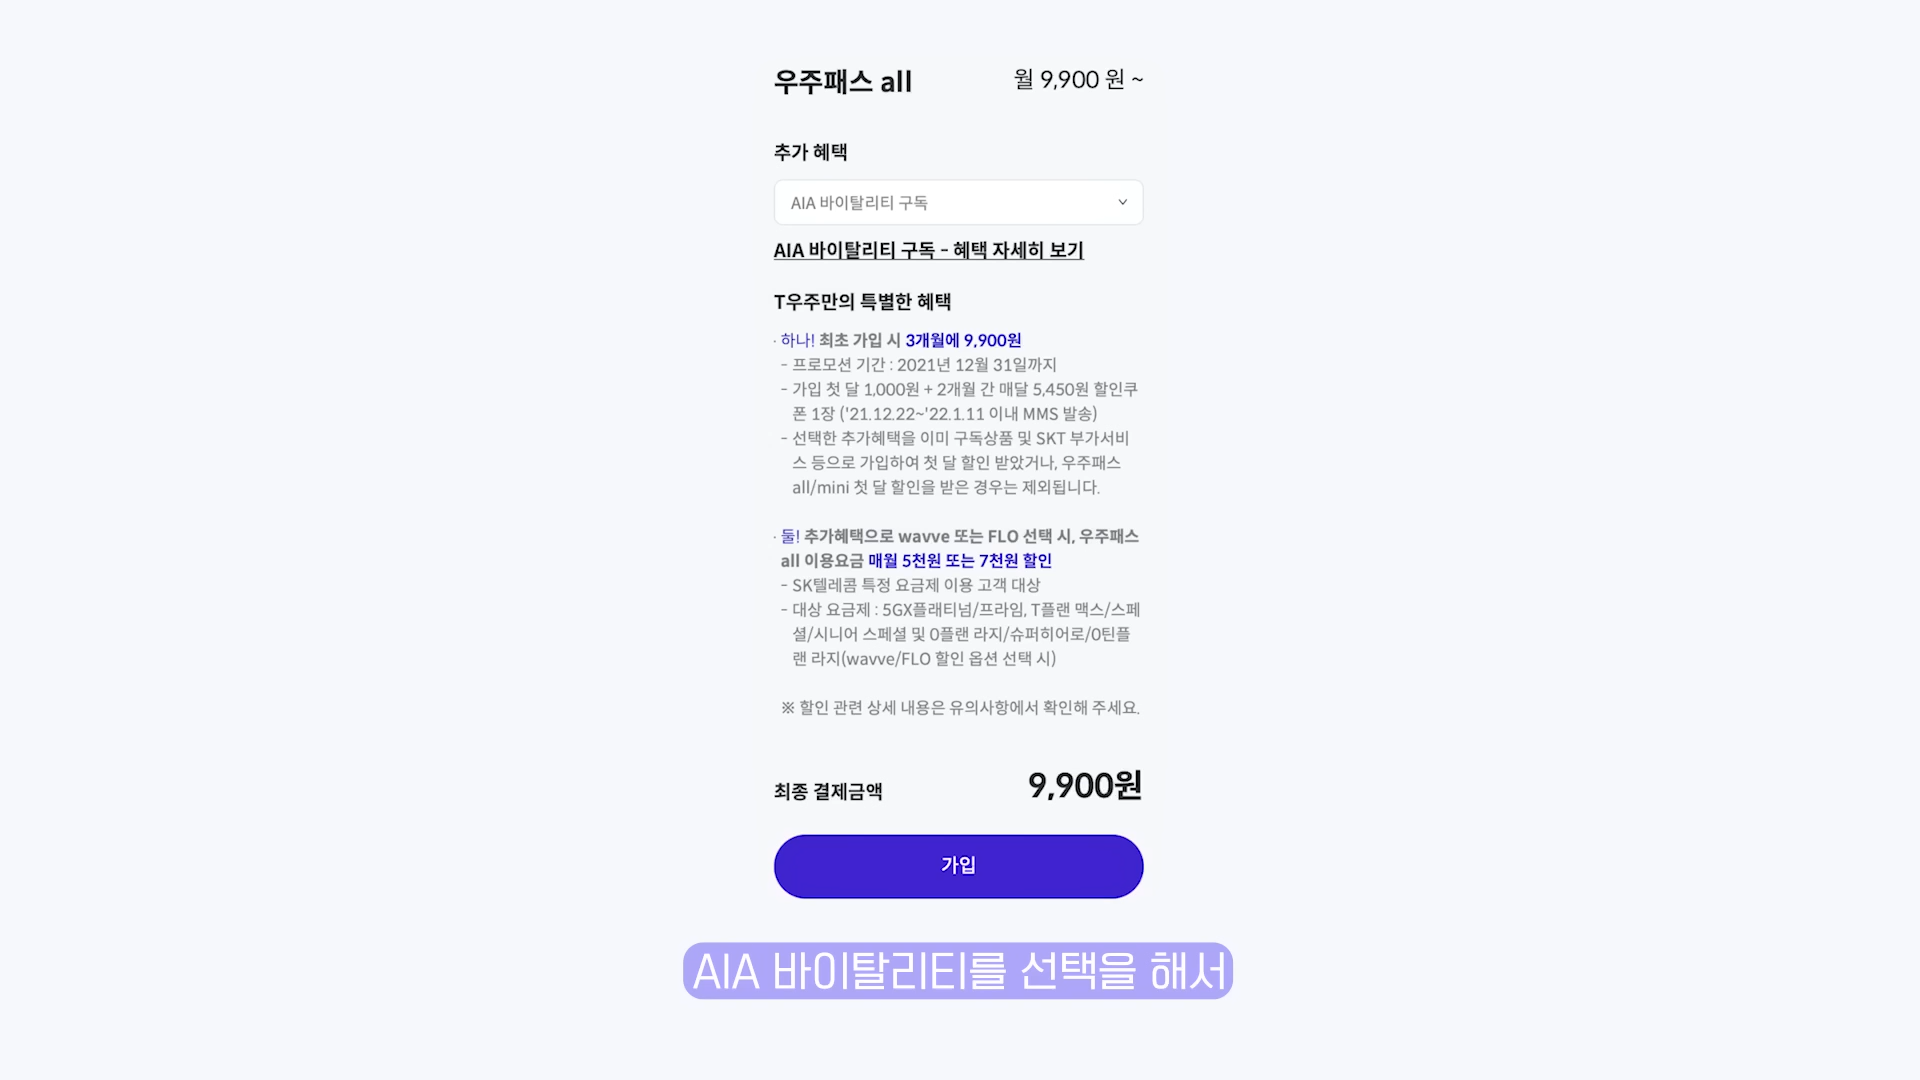 우주패스 all
월 9,900 원 ~
추가 혜택
AIA 바이탈리티 구독
AIA 바이탈리티 구독 - 혜택 자세히 보기
T우주만의 특별한 혜택
· 하나! 최초 가입 시 3개월에 9,900원
- 프로모션 기간 : 2021년 12월 31일까지
- 가입 첫 달 1,000원 + 2개월 간 매달 5,450원 할인쿠
폰 1장 ('21.12.22~'22.1.11 이내 MMS 발송)
- 선택한 추가혜택을 이미 구독상품 및 SKT 부가서비
스 등으로 가입하여 첫 달 할인 받았거나, 우주패스
all/mini 첫 달 할인을 받은 경우는 제외됩니다.
· 둘! 추가혜택으로 wavve 또는 FLO 선택 시, 우주패스
all 이용요금 매월 5천원 또는 7천원 할인
- SK텔레콤 특정 요금제 이용 고객 대상
- 대상 요금제 : 5GX플래티넘/프라임, T플랜 맥스/스페
셜/시니어 스페셜 및 0플랜 라지/슈퍼히어로/0틴플
랜 라지(wavve/FLO 할인 옵션 선택 시)
※ 할인 관련 상세 내용은 유의사항에서 확인해 주세요.
최종 결제금액
9,900원
가입
AIA 바이탈리티를 선택을 해서